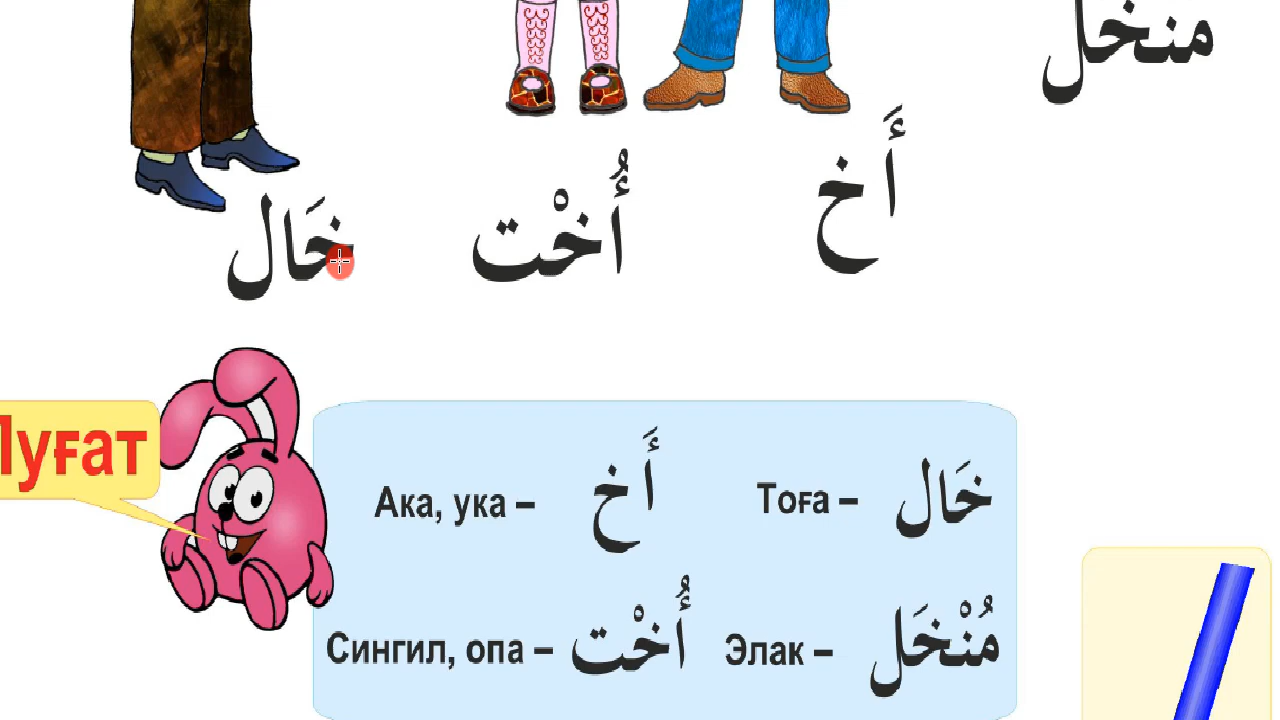 منخل
أَخ
أُخْت
خَال
Луғат
خَال – Тоға
أَخ – Ака, ука
مُنْخَل – Элак
أُخْت – Сингил, опа